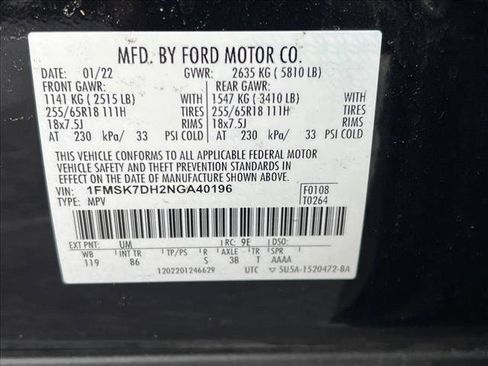 MFD. BY FORD MOTOR CO.
DATE: 01/22 GVWR: 2635 KG ( 5810 LB)
FRONT GAWR: REAR GAWR:
1141 KG ( 2515 LB) WITH 1547 KG ( 3410 LB) WITH
255/65R18 111H TIRES 255/65R18 111H TIRES
18x7.5J RIMS 18x7.5J RIMS
AT 230 kPa/ 33 PSI COLD AT 230 kPa/ 33 PSI COLD
THIS VEHICLE CONFORMS TO ALL APPLICABLE FEDERAL MOTOR
VEHICLE SAFETY AND THEFT PREVENTION STANDARDS IN EFFECT
ON THE DATE OF MANUFACTURE SHOWN ABOVE.
VIN: 1FMSK7DH2NGA40196 F0108
TYPE: MPV T0264
EXT PNT: UM RC: 9E
WB INT TR TP/PS R AXLE TR SPR
119 86 S 38 T AAAA
1202201246629 UTC 5U5A-1520472-BA